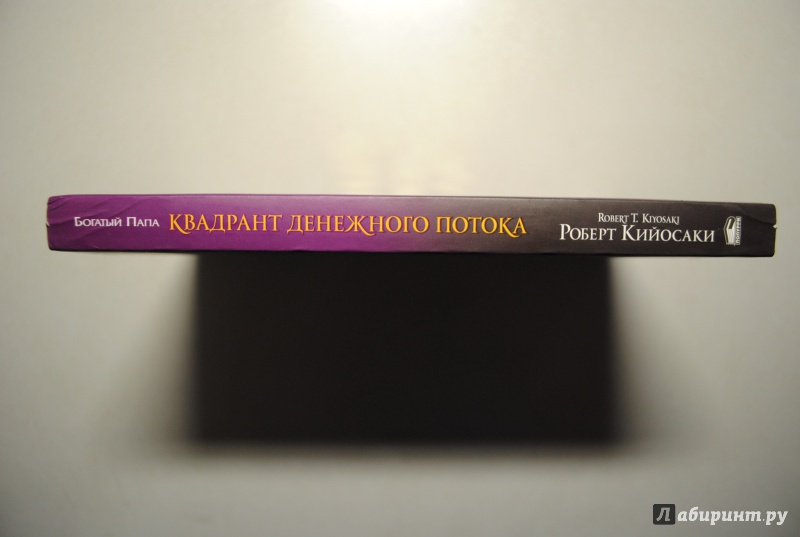 Богатый Папа КВАДРАНТ ДЕНЕЖНОГО ПОТОКА
Robert T. Kiyosaki
Роберт Кийосаки
Лабиринт.ру